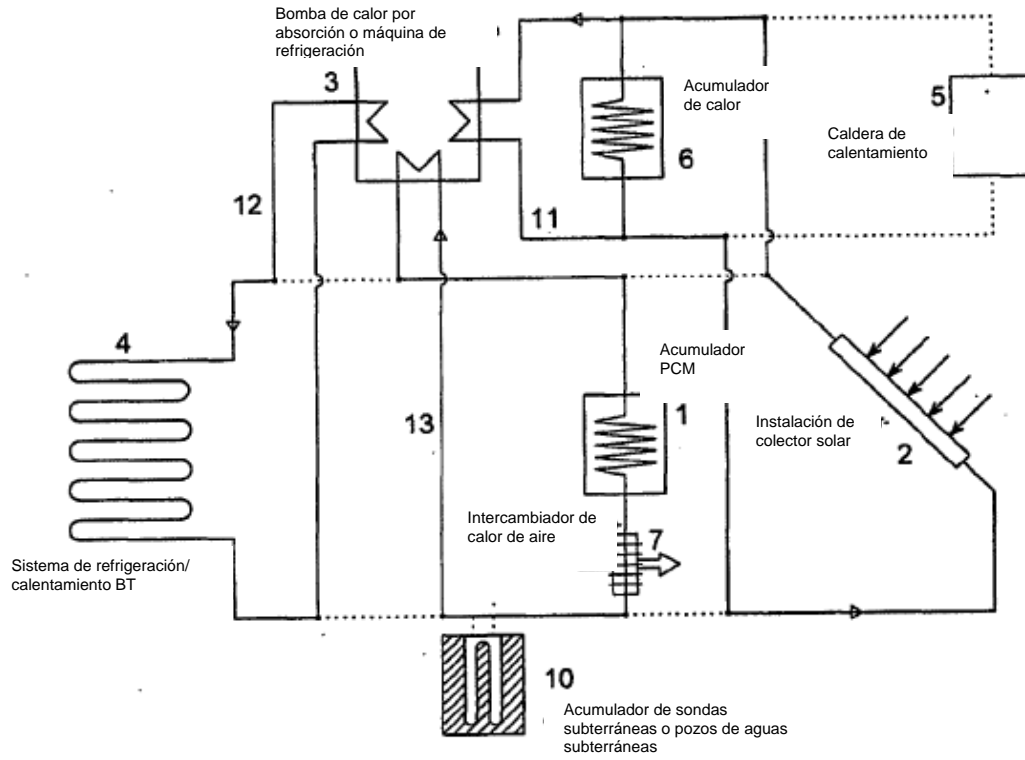 Bomba de calor por
absorción o máquina de
refrigeración
3
Acumulador
de calor
6
5
Caldera de
calentamiento
12
11
4
13
Acumulador
PCM
1
Instalación de
colector solar
2
Intercambiador de
calor de aire
7
Sistema de refrigeración/
calentamiento BT
10
Acumulador de sondas
subterráneas o pozos de aguas
subterráneas